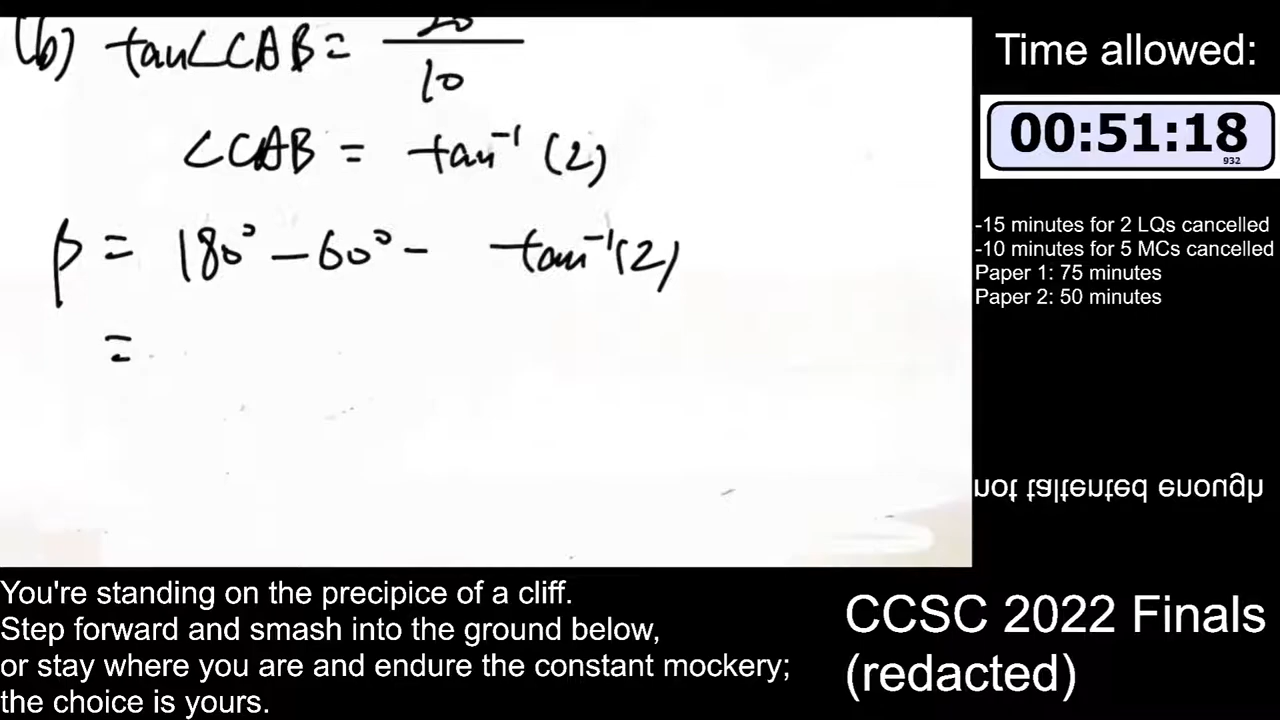 (b) tan∠CAB = 20/10
∠CAB = tan⁻¹ (2)
β = 180° − 60° − tan⁻¹(2)
=
Time allowed:
00:51:18
932
-15 minutes for 2 LQs cancelled
-10 minutes for 5 MCs cancelled
Paper 1: 75 minutes
Paper 2: 50 minutes
not taltented enough
You're standing on the precipice of a cliff.
Step forward and smash into the ground below,
or stay where you are and endure the constant mockery;
the choice is yours.
CCSC 2022 Finals
(redacted)